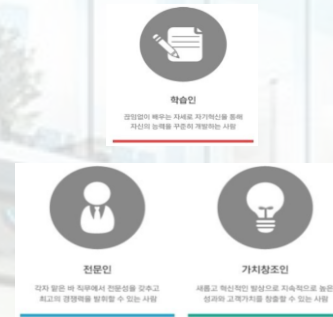 학습인
끊임없이 배우는 자세로 자기혁신을 통해
자신의 능력을 꾸준히 개발하는 사람
전문인
각자 맡은 바 직무에서 전문성을 갖추고
최고의 경쟁력을 발휘할 수 있는 사람
가치창조인
새롭고 혁신적인 발상으로 지속적으로 높은
성과와 고객가치를 창출할 수 있는 사람